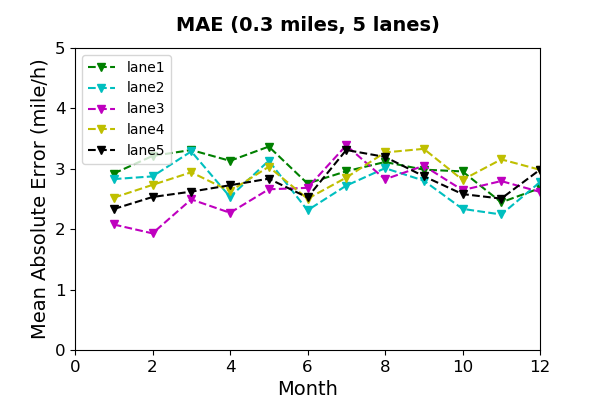 MAE (0.3 miles, 5 lanes)
5
4
3
2
1
0
Mean Absolute Error (mile/h)
lane1
lane2
lane3
lane4
lane5
0 2 4 6 8 10 12
Month